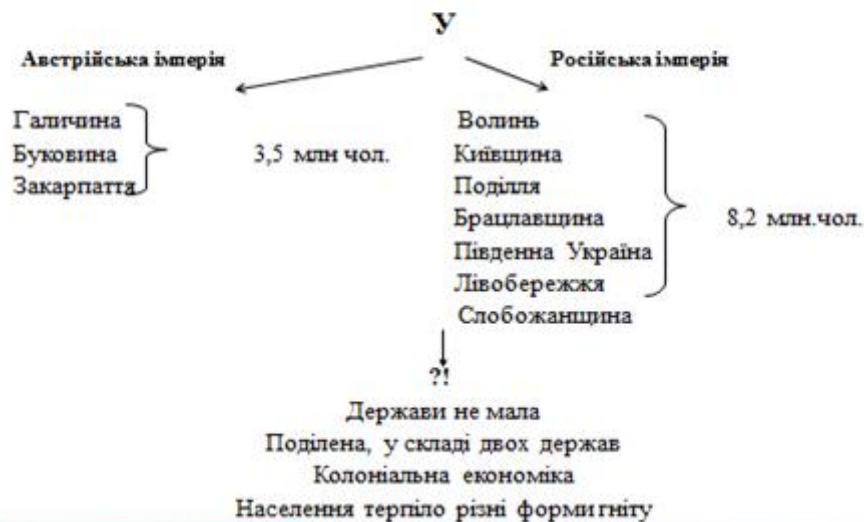 У
Австрійська імперія
Російська імперія
Галичина
Буковина
Закарпаття
3,5 млн чол.
Волинь
Київщина
Поділля
Брацлавщина
Південна Україна
Лівобережжя
Слобожанщина
8,2 млн.чол.
?!
Держави не мала
Поділена, у складі двох держав
Колоніальна економіка
Населення терпіло різні форми гніту